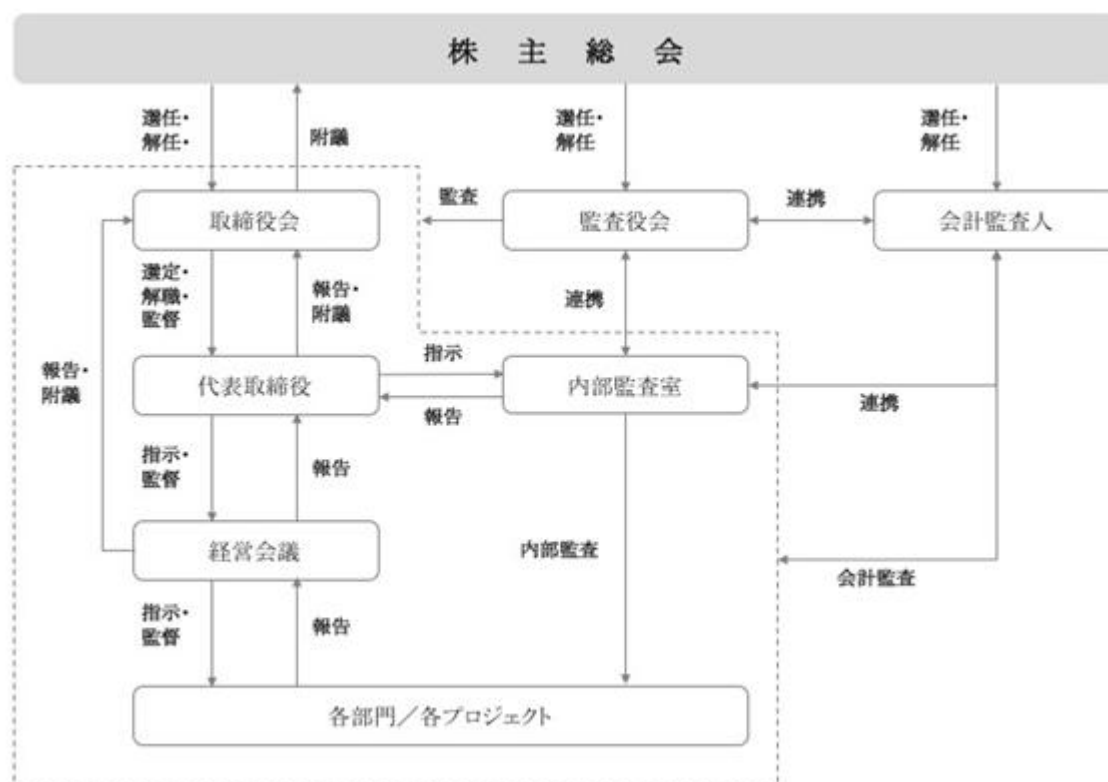 株 主 総 会
選任・
解任・
附議
選任・
解任
選任・
解任
取締役会
監査
監査役会
連携
会計監査人
選定・
解職・
監督
報告・
附議
連携
報告・
附議
代表取締役
指示
報告
内部監査室
連携
指示・
監督
報告
経営会議
内部監査
会計監査
指示・
監督
報告
各部門／各プロジェクト